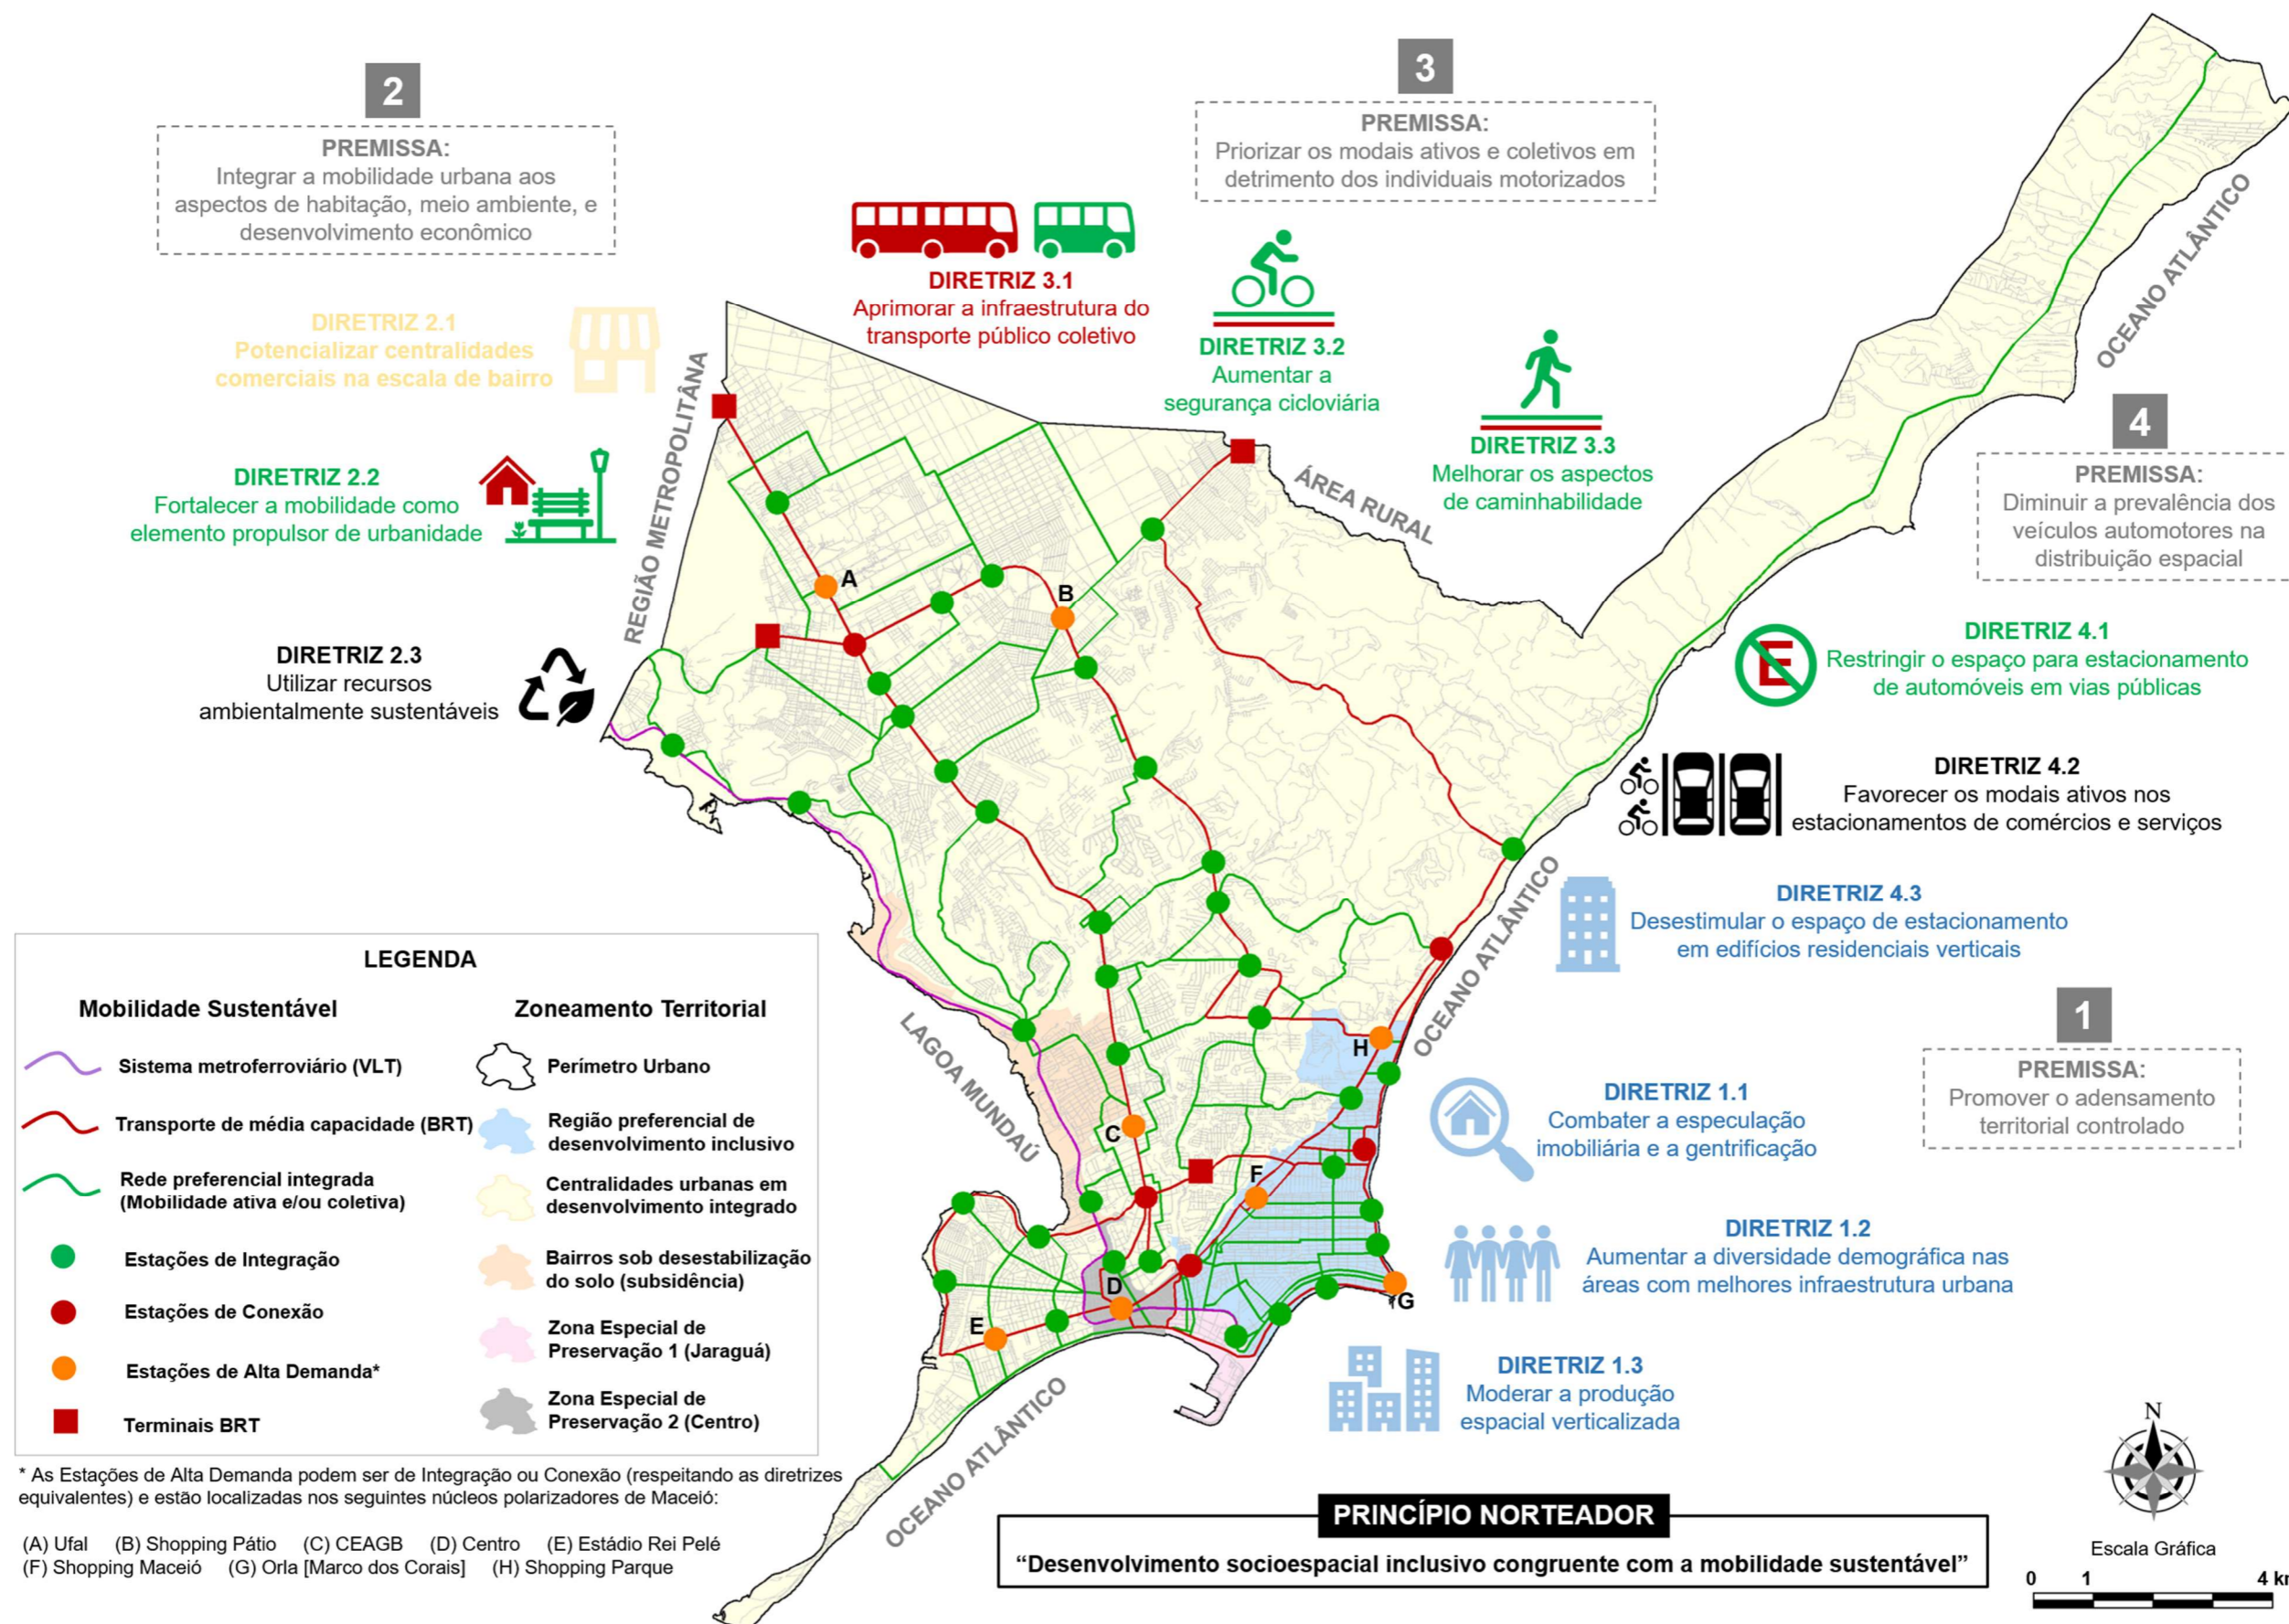 2
PREMISSA:
Integrar a mobilidade urbana aos
aspectos de habitação, meio ambiente, e
desenvolvimento econômico
DIRETRIZ 2.1
Potencializar centralidades
comerciais na escala de bairro
DIRETRIZ 2.2
Fortalecer a mobilidade como
elemento propulsor de urbanidade
DIRETRIZ 2.3
Utilizar recursos
ambientalmente sustentáveis
3
PREMISSA:
Priorizar os modais ativos e coletivos em
detrimento dos individuais motorizados
DIRETRIZ 3.1
Aprimorar a infraestrutura do
transporte público coletivo
DIRETRIZ 3.2
Aumentar a
segurança cicloviária
DIRETRIZ 3.3
Melhorar os aspectos
de caminhabilidade
4
PREMISSA:
Diminuir a prevalência dos
veículos automotores na
distribuição espacial
E
DIRETRIZ 4.1
Restringir o espaço para estacionamento
de automóveis em vias públicas
DIRETRIZ 4.2
Favorecer os modais ativos nos
estacionamentos de comércios e serviços
DIRETRIZ 4.3
Desestimular o espaço de estacionamento
em edifícios residenciais verticais
1
PREMISSA:
Promover o adensamento
territorial controlado
DIRETRIZ 1.1
Combater a especulação
imobiliária e a gentrificação
DIRETRIZ 1.2
Aumentar a diversidade demográfica nas
áreas com melhores infraestrutura urbana
DIRETRIZ 1.3
Moderar a produção
espacial verticalizada
REGIÃO METROPOLITÂNA
ÁREA RURAL
OCEANO ATLÂNTICO
OCEANO ATLÂNTICO
LAGOA MUNDAÚ
OCEANO ATLÂNTICO
A
B
C
D
E
F
G
H
LEGENDA
Mobilidade Sustentável
Sistema metroferroviário (VLT)
Transporte de média capacidade (BRT)
Rede preferencial integrada
(Mobilidade ativa e/ou coletiva)
Estações de Integração
Estações de Conexão
Estações de Alta Demanda*
Terminais BRT
Zoneamento Territorial
Perímetro Urbano
Região preferencial de
desenvolvimento inclusivo
Centralidades urbanas em
desenvolvimento integrado
Bairros sob desestabilização
do solo (subsidência)
Zona Especial de
Preservação 1 (Jaraguá)
Zona Especial de
Preservação 2 (Centro)
* As Estações de Alta Demanda podem ser de Integração ou Conexão (respeitando as diretrizes
equivalentes) e estão localizadas nos seguintes núcleos polarizadores de Maceió:
(A) Ufal (B) Shopping Pátio (C) CEAGB (D) Centro (E) Estádio Rei Pelé
(F) Shopping Maceió (G) Orla [Marco dos Corais] (H) Shopping Parque
PRINCÍPIO NORTEADOR
“Desenvolvimento socioespacial inclusivo congruente com a mobilidade sustentável”
N
Escala Gráfica
0 1 4 km